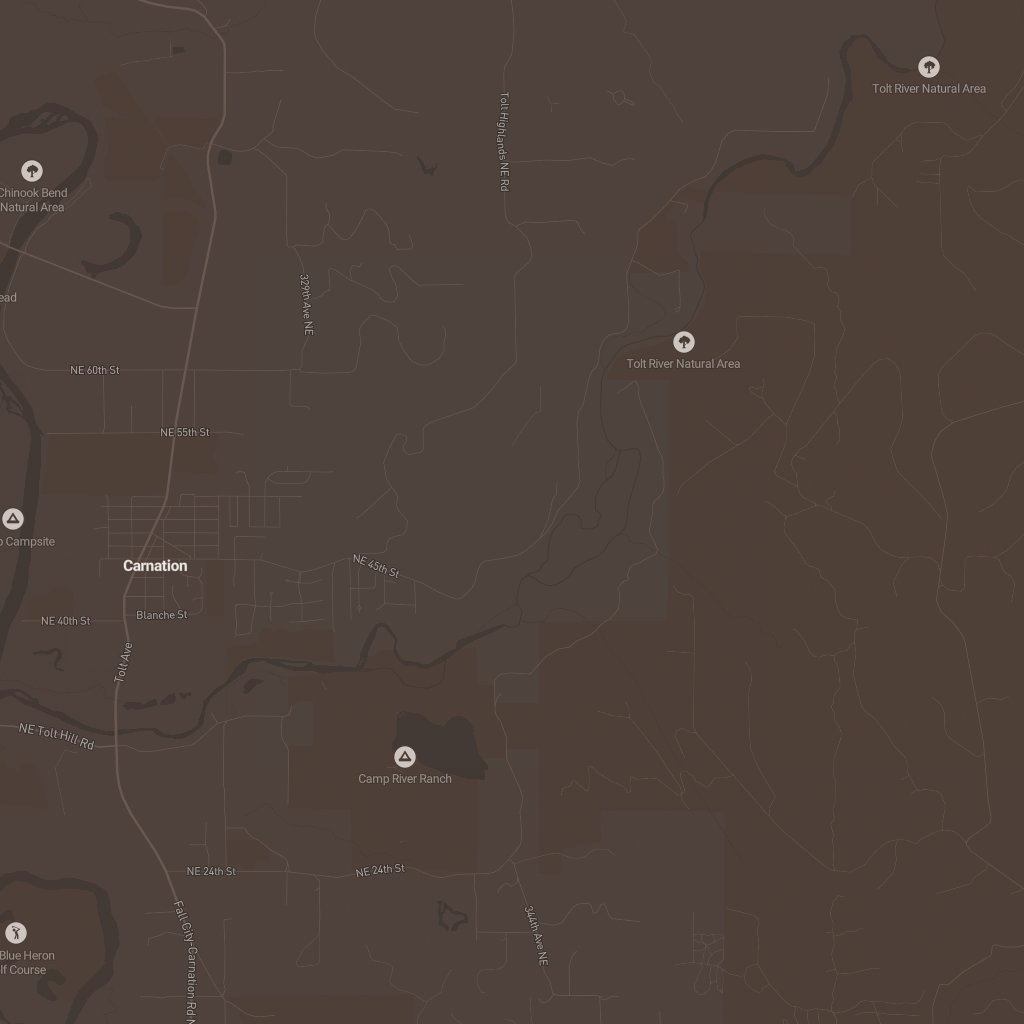 Tolt River Natural Area
Tolt Highlands NE Rd
Chinook Bend
Natural Area
329th Ave NE
ead
Tolt River Natural Area
NE 60th St
NE 55th St
Campsite
Carnation
NE 45th St
Blanche St
NE 40th St
Tolt Ave
NE Tolt Hill Rd
Camp River Ranch
NE 24th St
NE 24th St
344th Ave NE
Fall City-Carnation Rd N
Blue Heron
lf Course